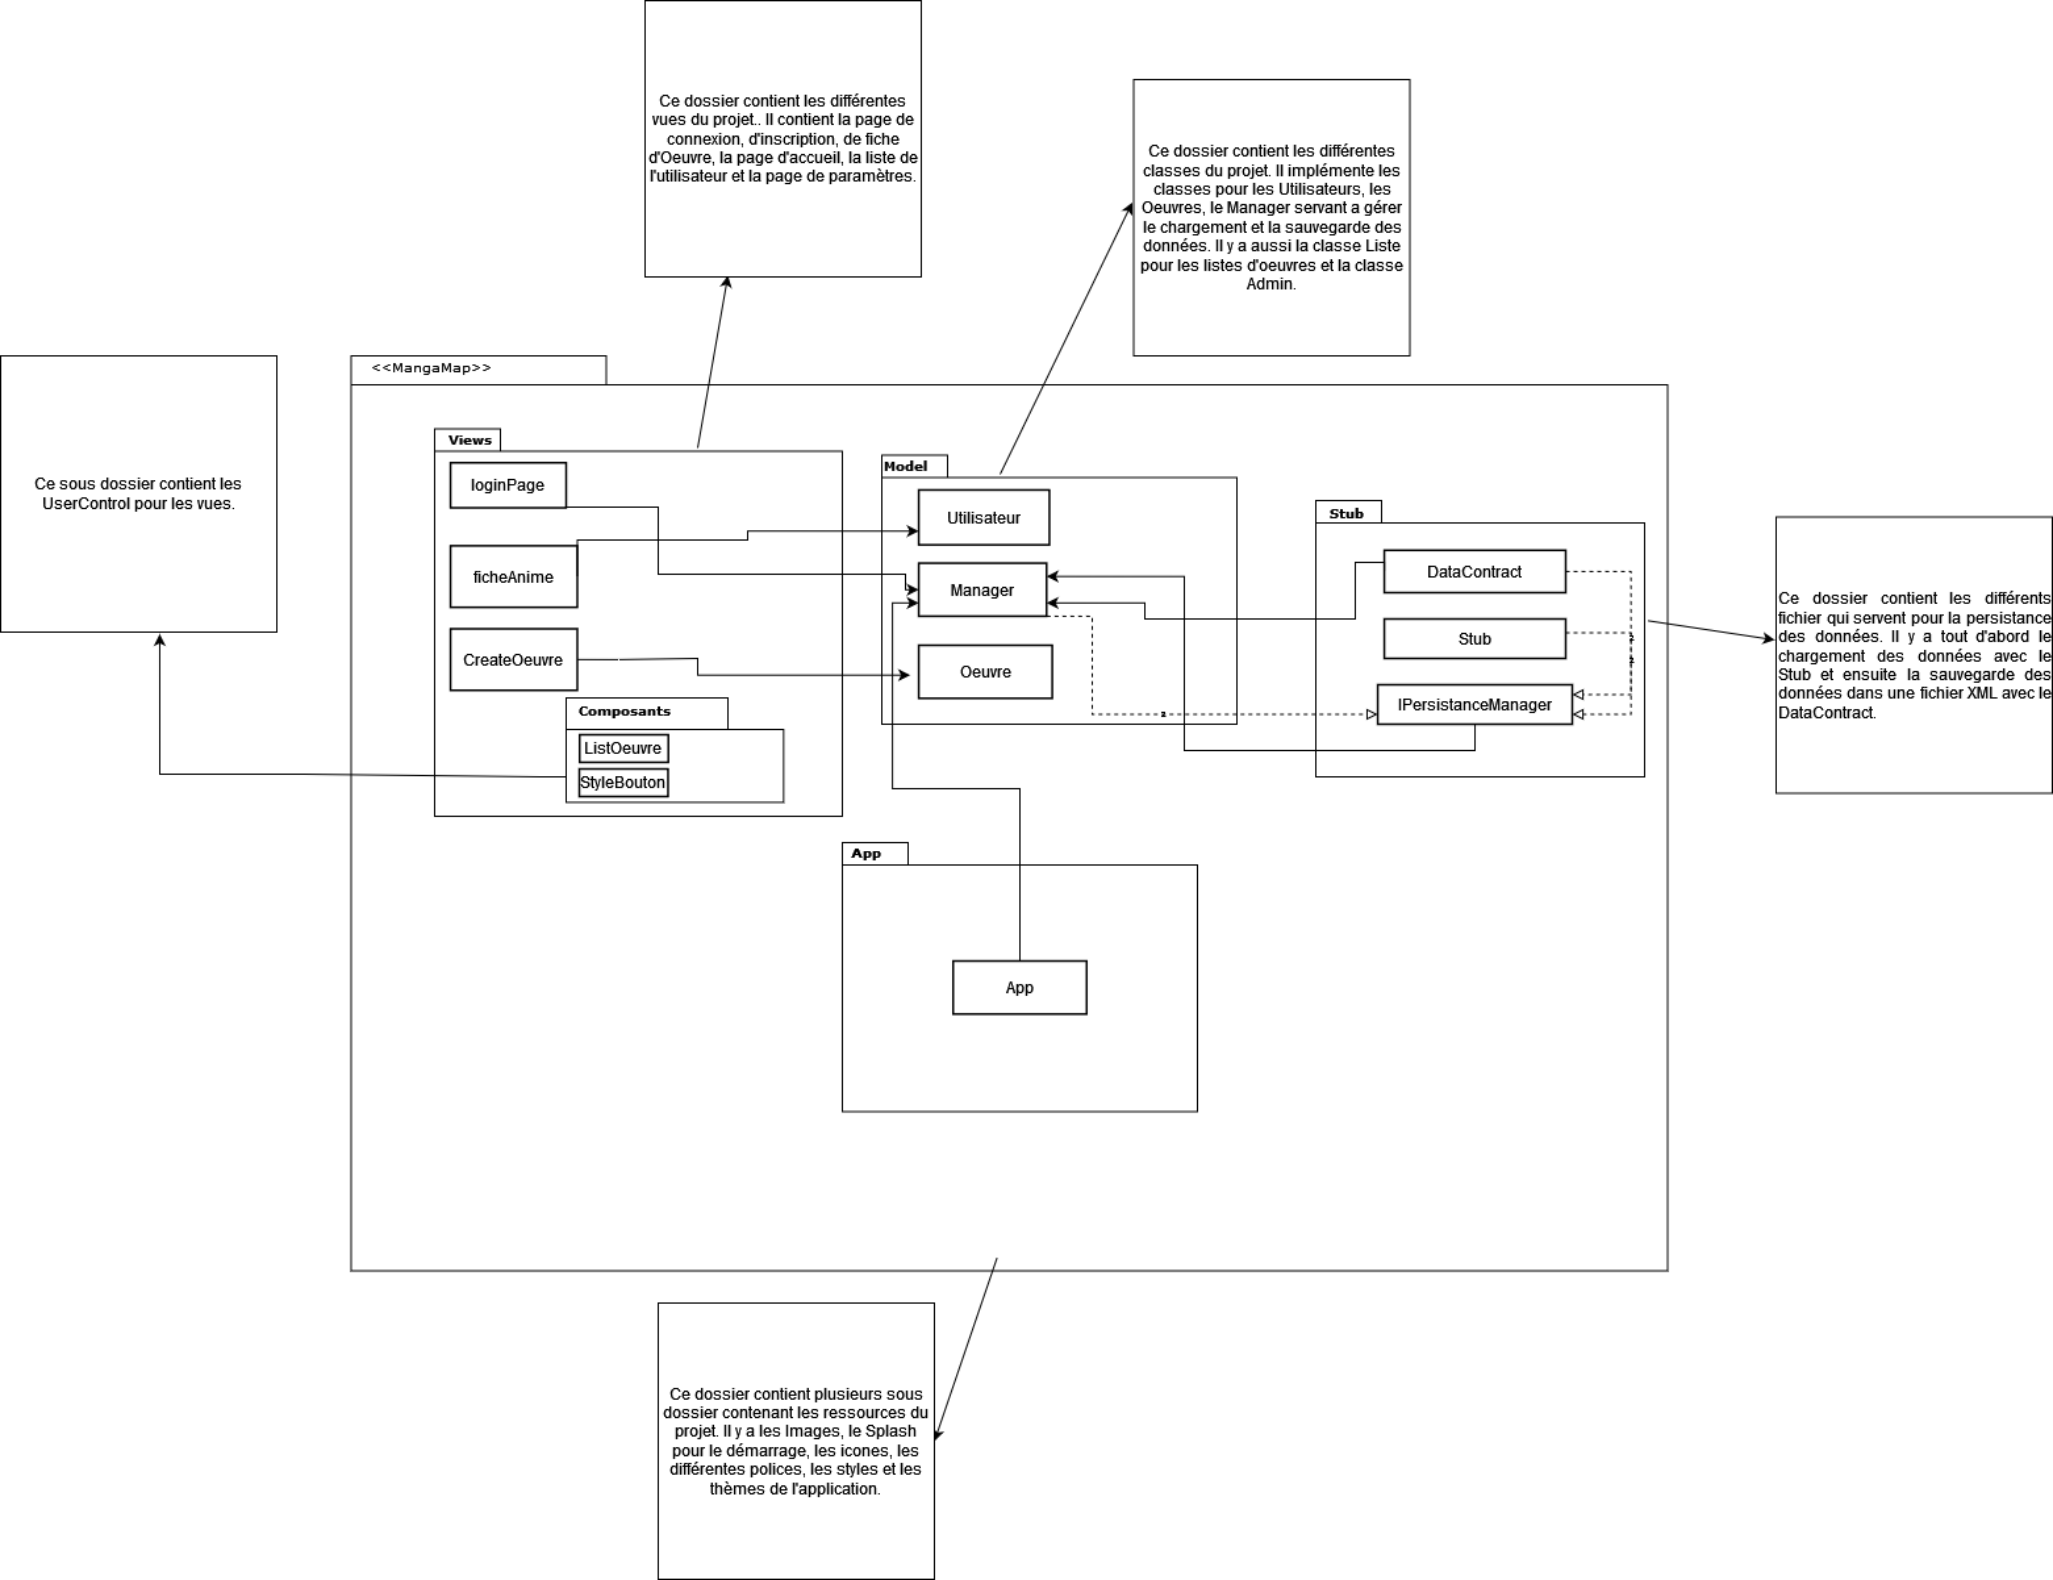 Ce dossier contient les différentes
vues du projet.. Il contient la page de
connexion, d'inscription, de fiche
d'Oeuvre, la page d'accueil, la liste de
l'utilisateur et la page de paramètres.
Ce dossier contient les différentes
classes du projet. Il implémente les
classes pour les Utilisateurs, les
Oeuvres, le Manager servant a gérer
le chargement et la sauvegarde des
données. Il y a aussi la classe Liste
pour les listes d'oeuvres et la classe
Admin.
Ce sous dossier contient les
UserControl pour les vues.
<<MangaMap>>
Views
loginPage
ficheAnime
CreateOeuvre
Composants
ListOeuvre
StyleBouton
Model
Utilisateur
Manager
Oeuvre
2
Stub
DataContract
Stub
IPersistanceManager
2
2
Ce dossier contient les différents
fichier qui servent pour la persistance
des données. Il y a tout d'abord le
chargement des données avec le
Stub et ensuite la sauvegarde des
données dans une fichier XML avec le
DataContract.
App
App
Ce dossier contient plusieurs sous
dossier contenant les ressources du
projet. Il y a les Images, le Splash
pour le démarrage, les icones, les
différentes polices, les styles et les
thèmes de l'application.